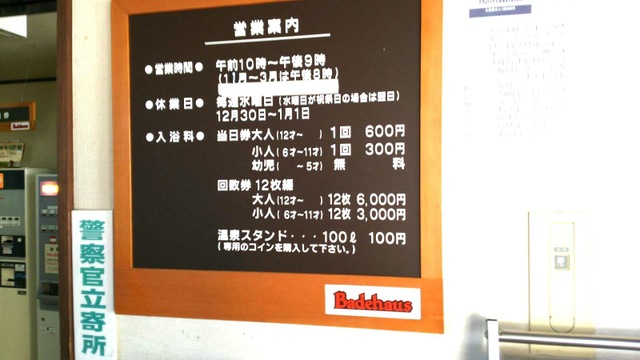 営業案内
●営業時間● 午前10時～午後9時
(11月～3月は午後8時)
●休業日● 毎週水曜日(水曜日が祝祭日の場合は翌日)
12月30日～1月1日
●入浴料● 当日券大人(12才～ ) 1回 600円
小人(6才～11才) 1回 300円
幼児( ～5才) 無 料
回数券 12枚綴
大人(12才～ ) 12枚 6,000円
小人(6才～11才) 12枚 3,000円
温泉スタンド・・・100ℓ 100円
(専用のコインを購入して下さい。)
Badehaus
警察官立寄所